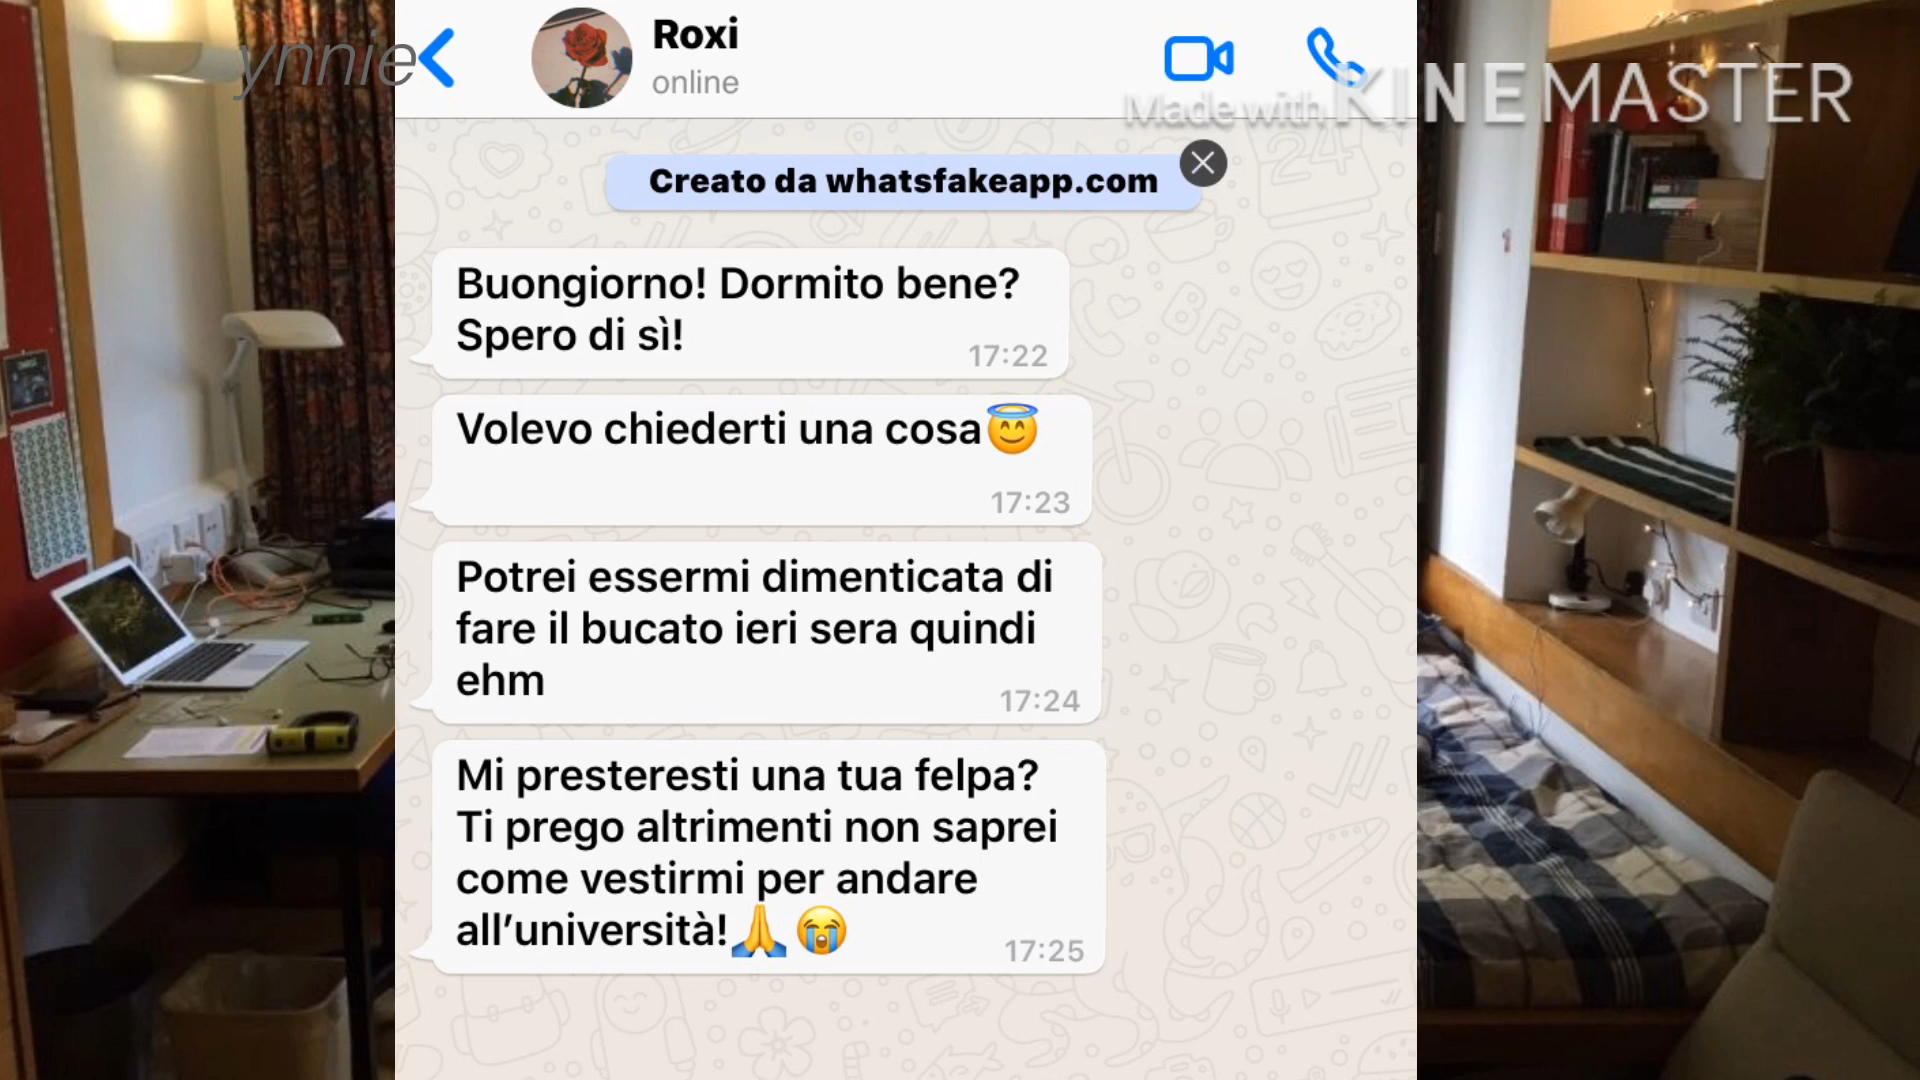 ynnie
Roxi
online
Made with KINEMASTER
Creato da whatsfakeapp.com
Buongiorno! Dormito bene?
Spero di sì!
17:22
Volevo chiederti una cosa😇
17:23
Potrei essermi dimenticata di
fare il bucato ieri sera quindi
ehm
17:24
Mi presteresti una tua felpa?
Ti prego altrimenti non saprei
come vestirmi per andare
all’università!🙏😭
17:25